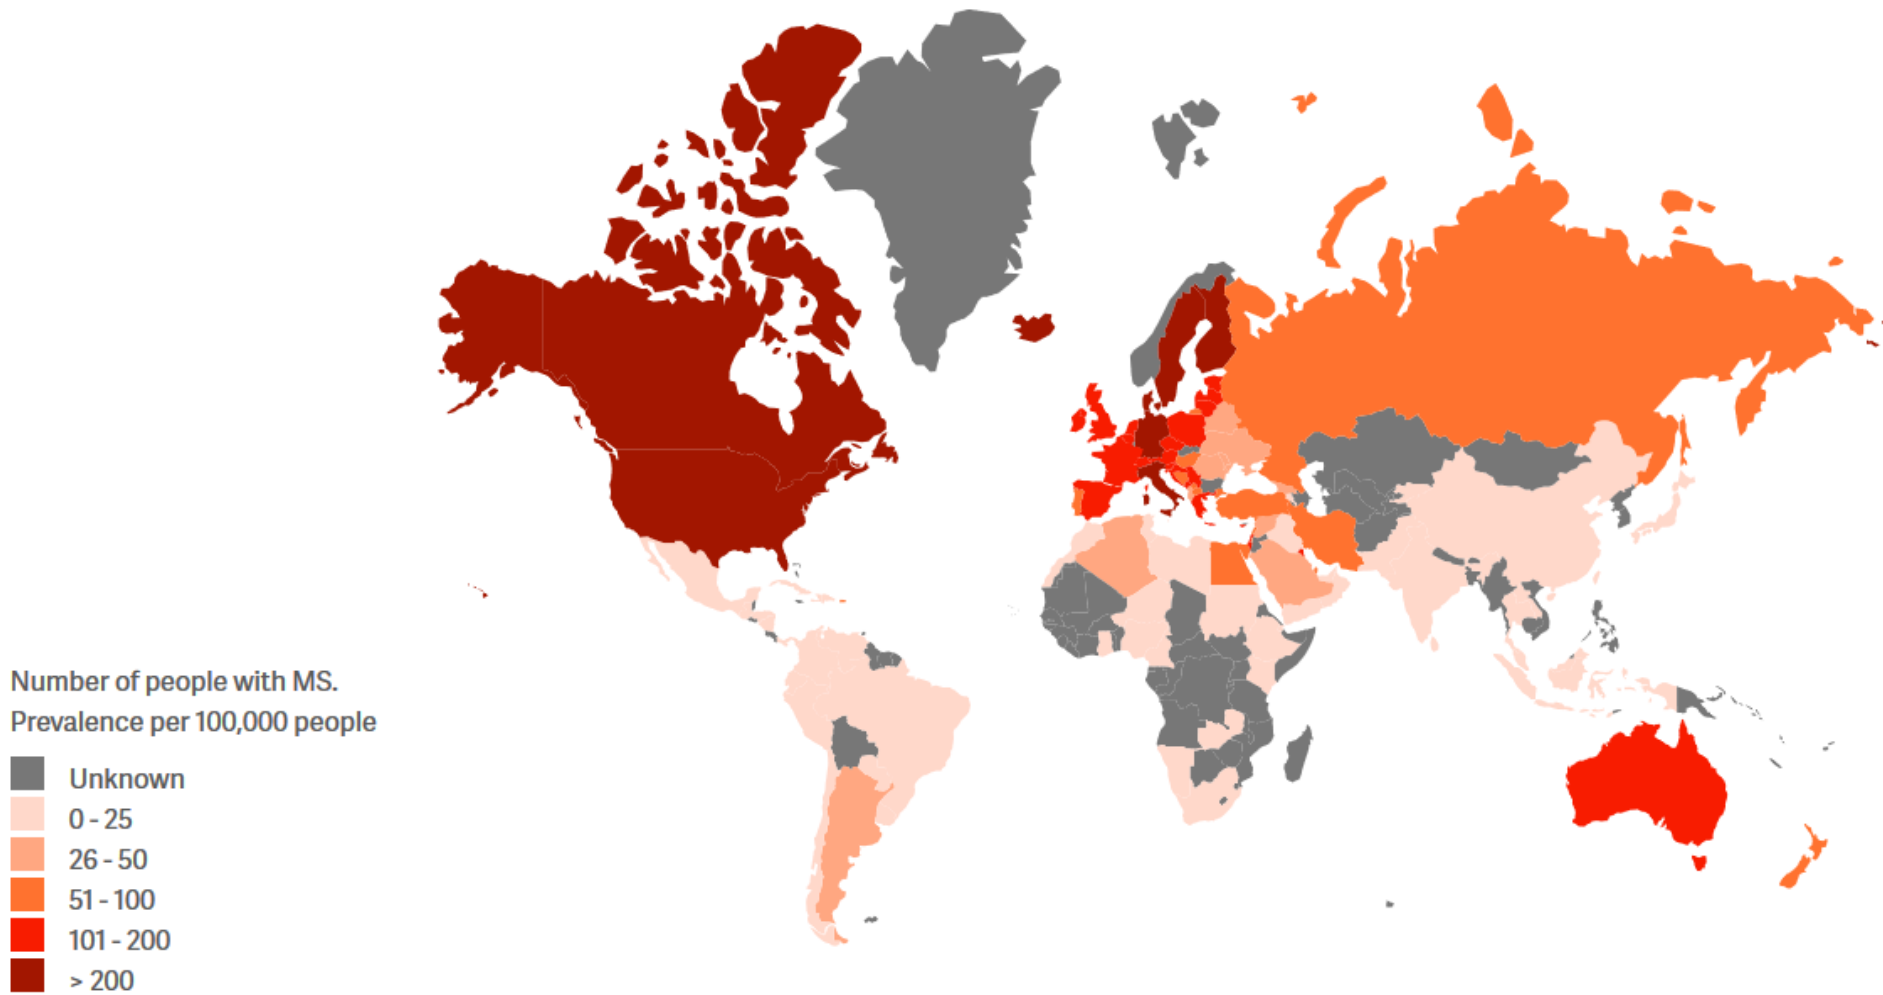 Number of people with MS.
Prevalence per 100,000 people
Unknown
0 - 25
26 - 50
51 - 100
101 - 200
> 200